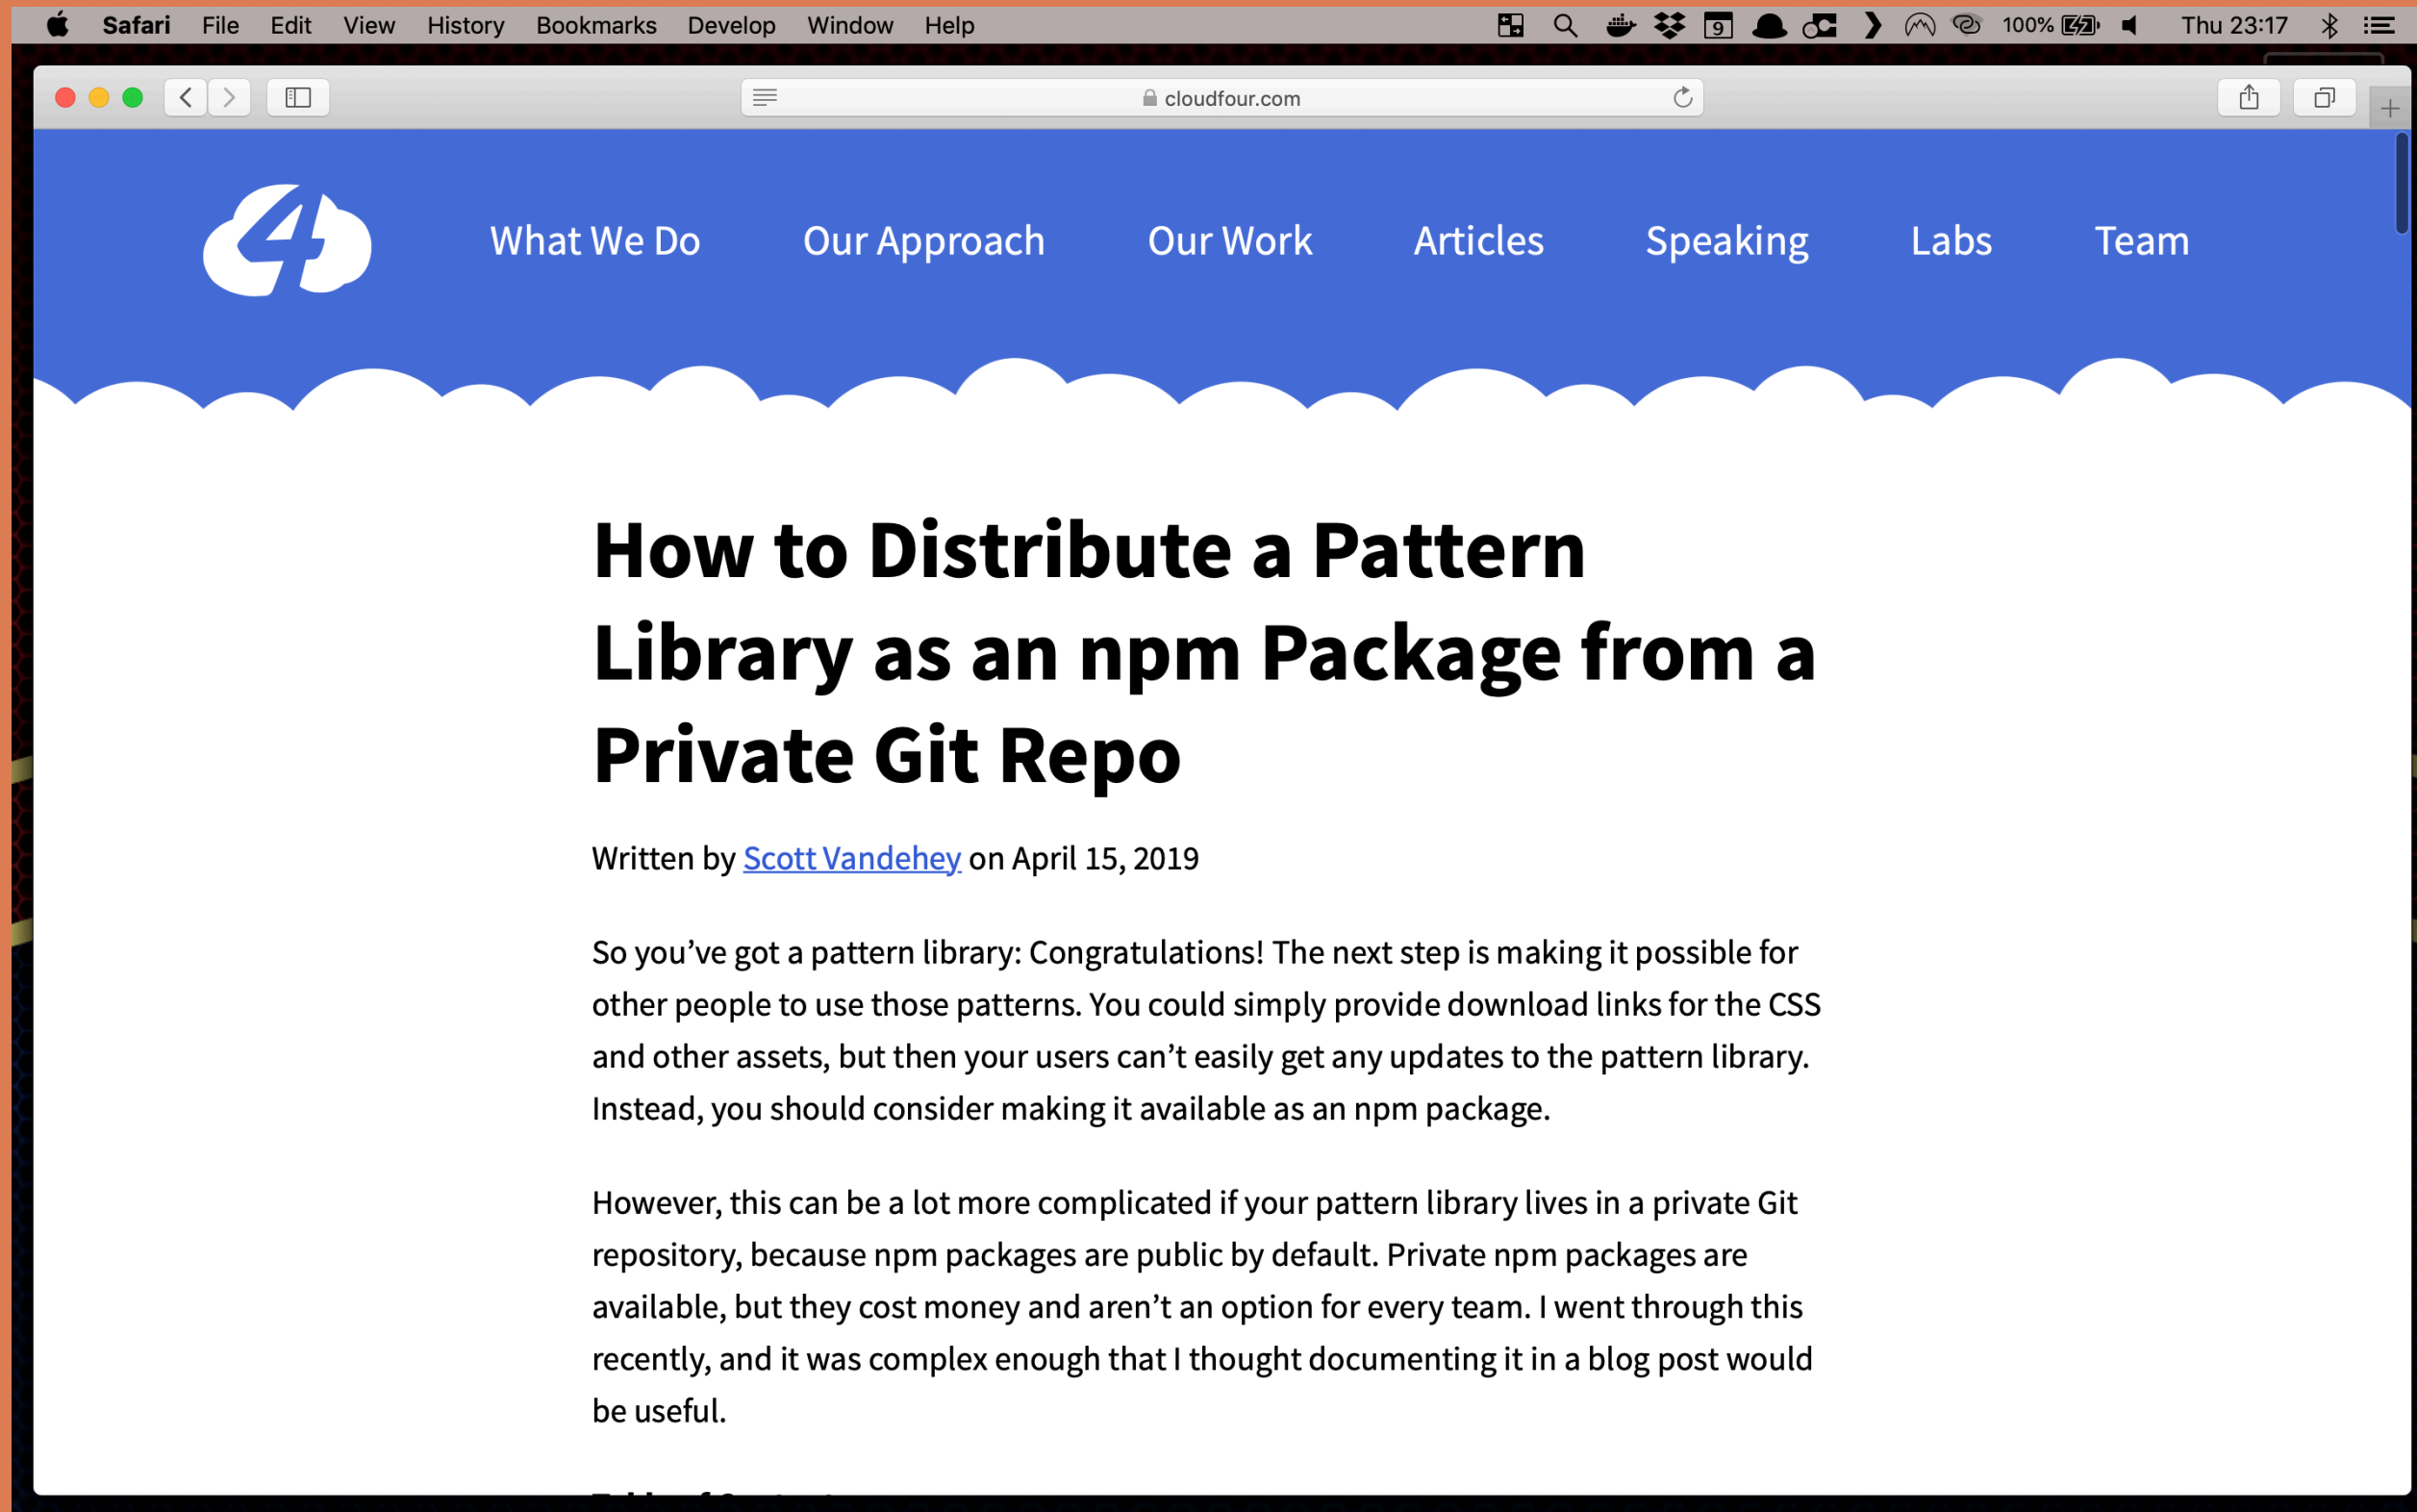 Safari File Edit View History Bookmarks Develop Window Help 9 100% Thu 23:17
cloudfour.com
4 What We Do Our Approach Our Work Articles Speaking Labs Team
How to Distribute a Pattern
Library as an npm Package from a
Private Git Repo
Written by Scott Vandehey on April 15, 2019
So you’ve got a pattern library: Congratulations! The next step is making it possible for
other people to use those patterns. You could simply provide download links for the CSS
and other assets, but then your users can’t easily get any updates to the pattern library.
Instead, you should consider making it available as an npm package.
However, this can be a lot more complicated if your pattern library lives in a private Git
repository, because npm packages are public by default. Private npm packages are
available, but they cost money and aren’t an option for every team. I went through this
recently, and it was complex enough that I thought documenting it in a blog post would
be useful.